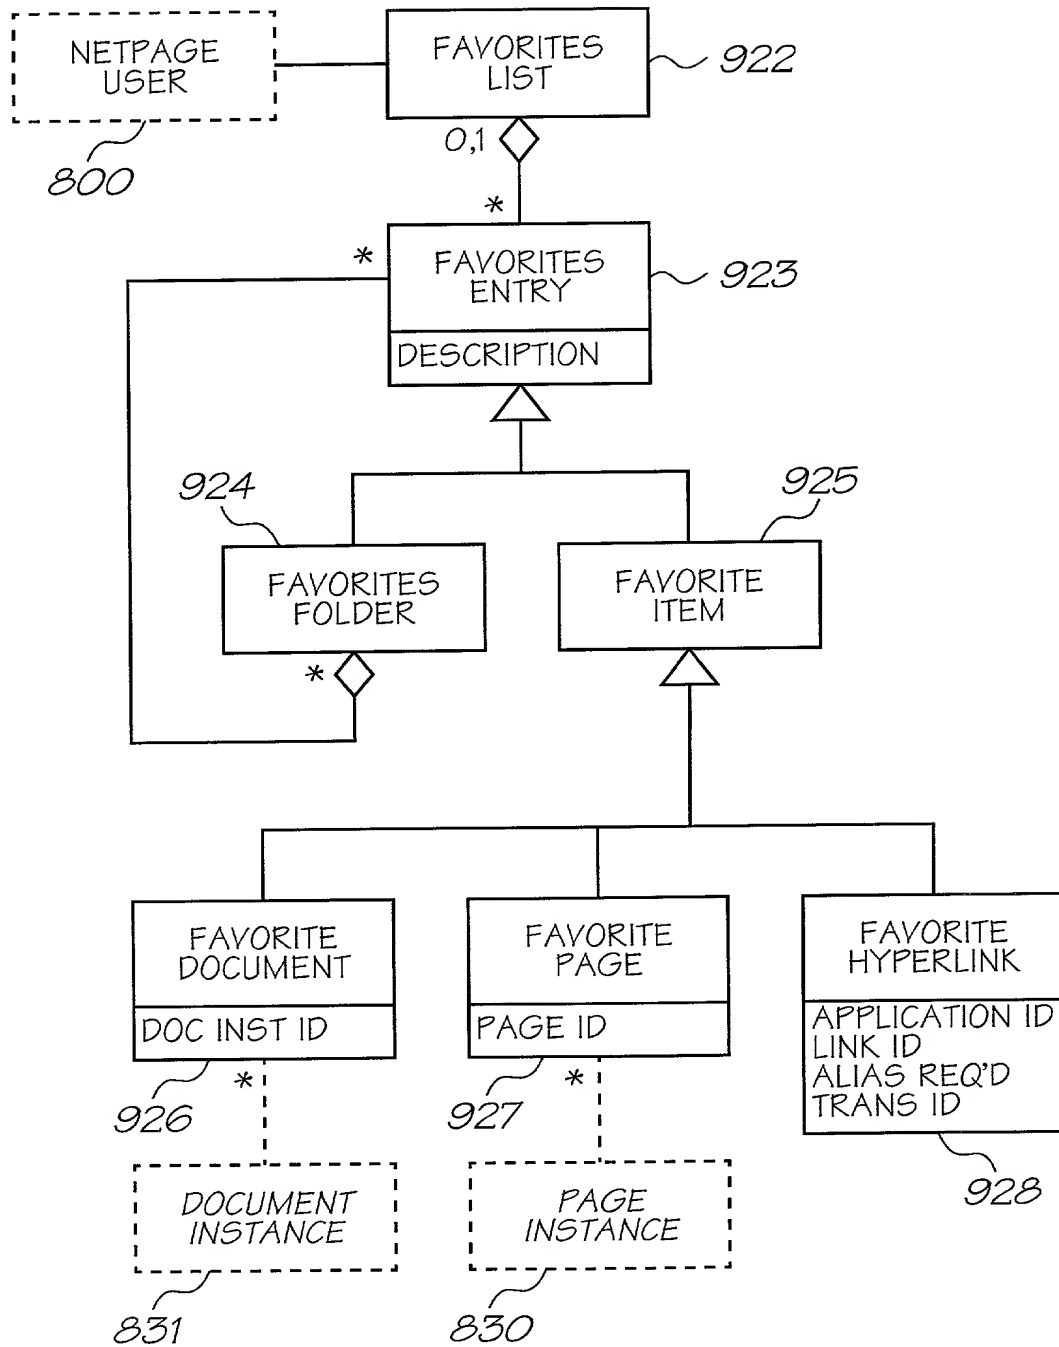 NETPAGE
USER
800
FAVORITES
LIST
922
0,1
*
*
FAVORITES
ENTRY
923
DESCRIPTION
924
925
FAVORITES
FOLDER
*
FAVORITE
ITEM
FAVORITE
DOCUMENT
DOC INST ID
926
*
FAVORITE
PAGE
PAGE ID
927
*
FAVORITE
HYPERLINK
APPLICATION ID
LINK ID
ALIAS REQ'D
TRANS ID
928
DOCUMENT
INSTANCE
831
PAGE
INSTANCE
830